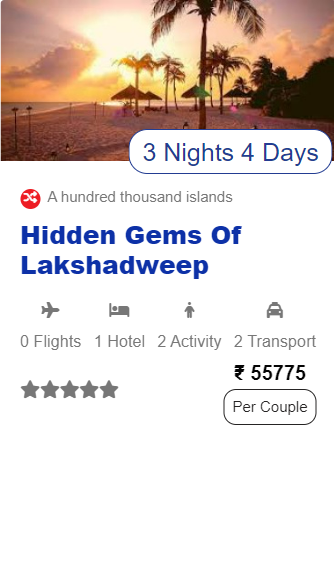 3 Nights 4 Days
A hundred thousand islands
Hidden Gems Of
Lakshadweep
0 Flights 1 Hotel 2 Activity 2 Transport
₹ 55775
Per Couple